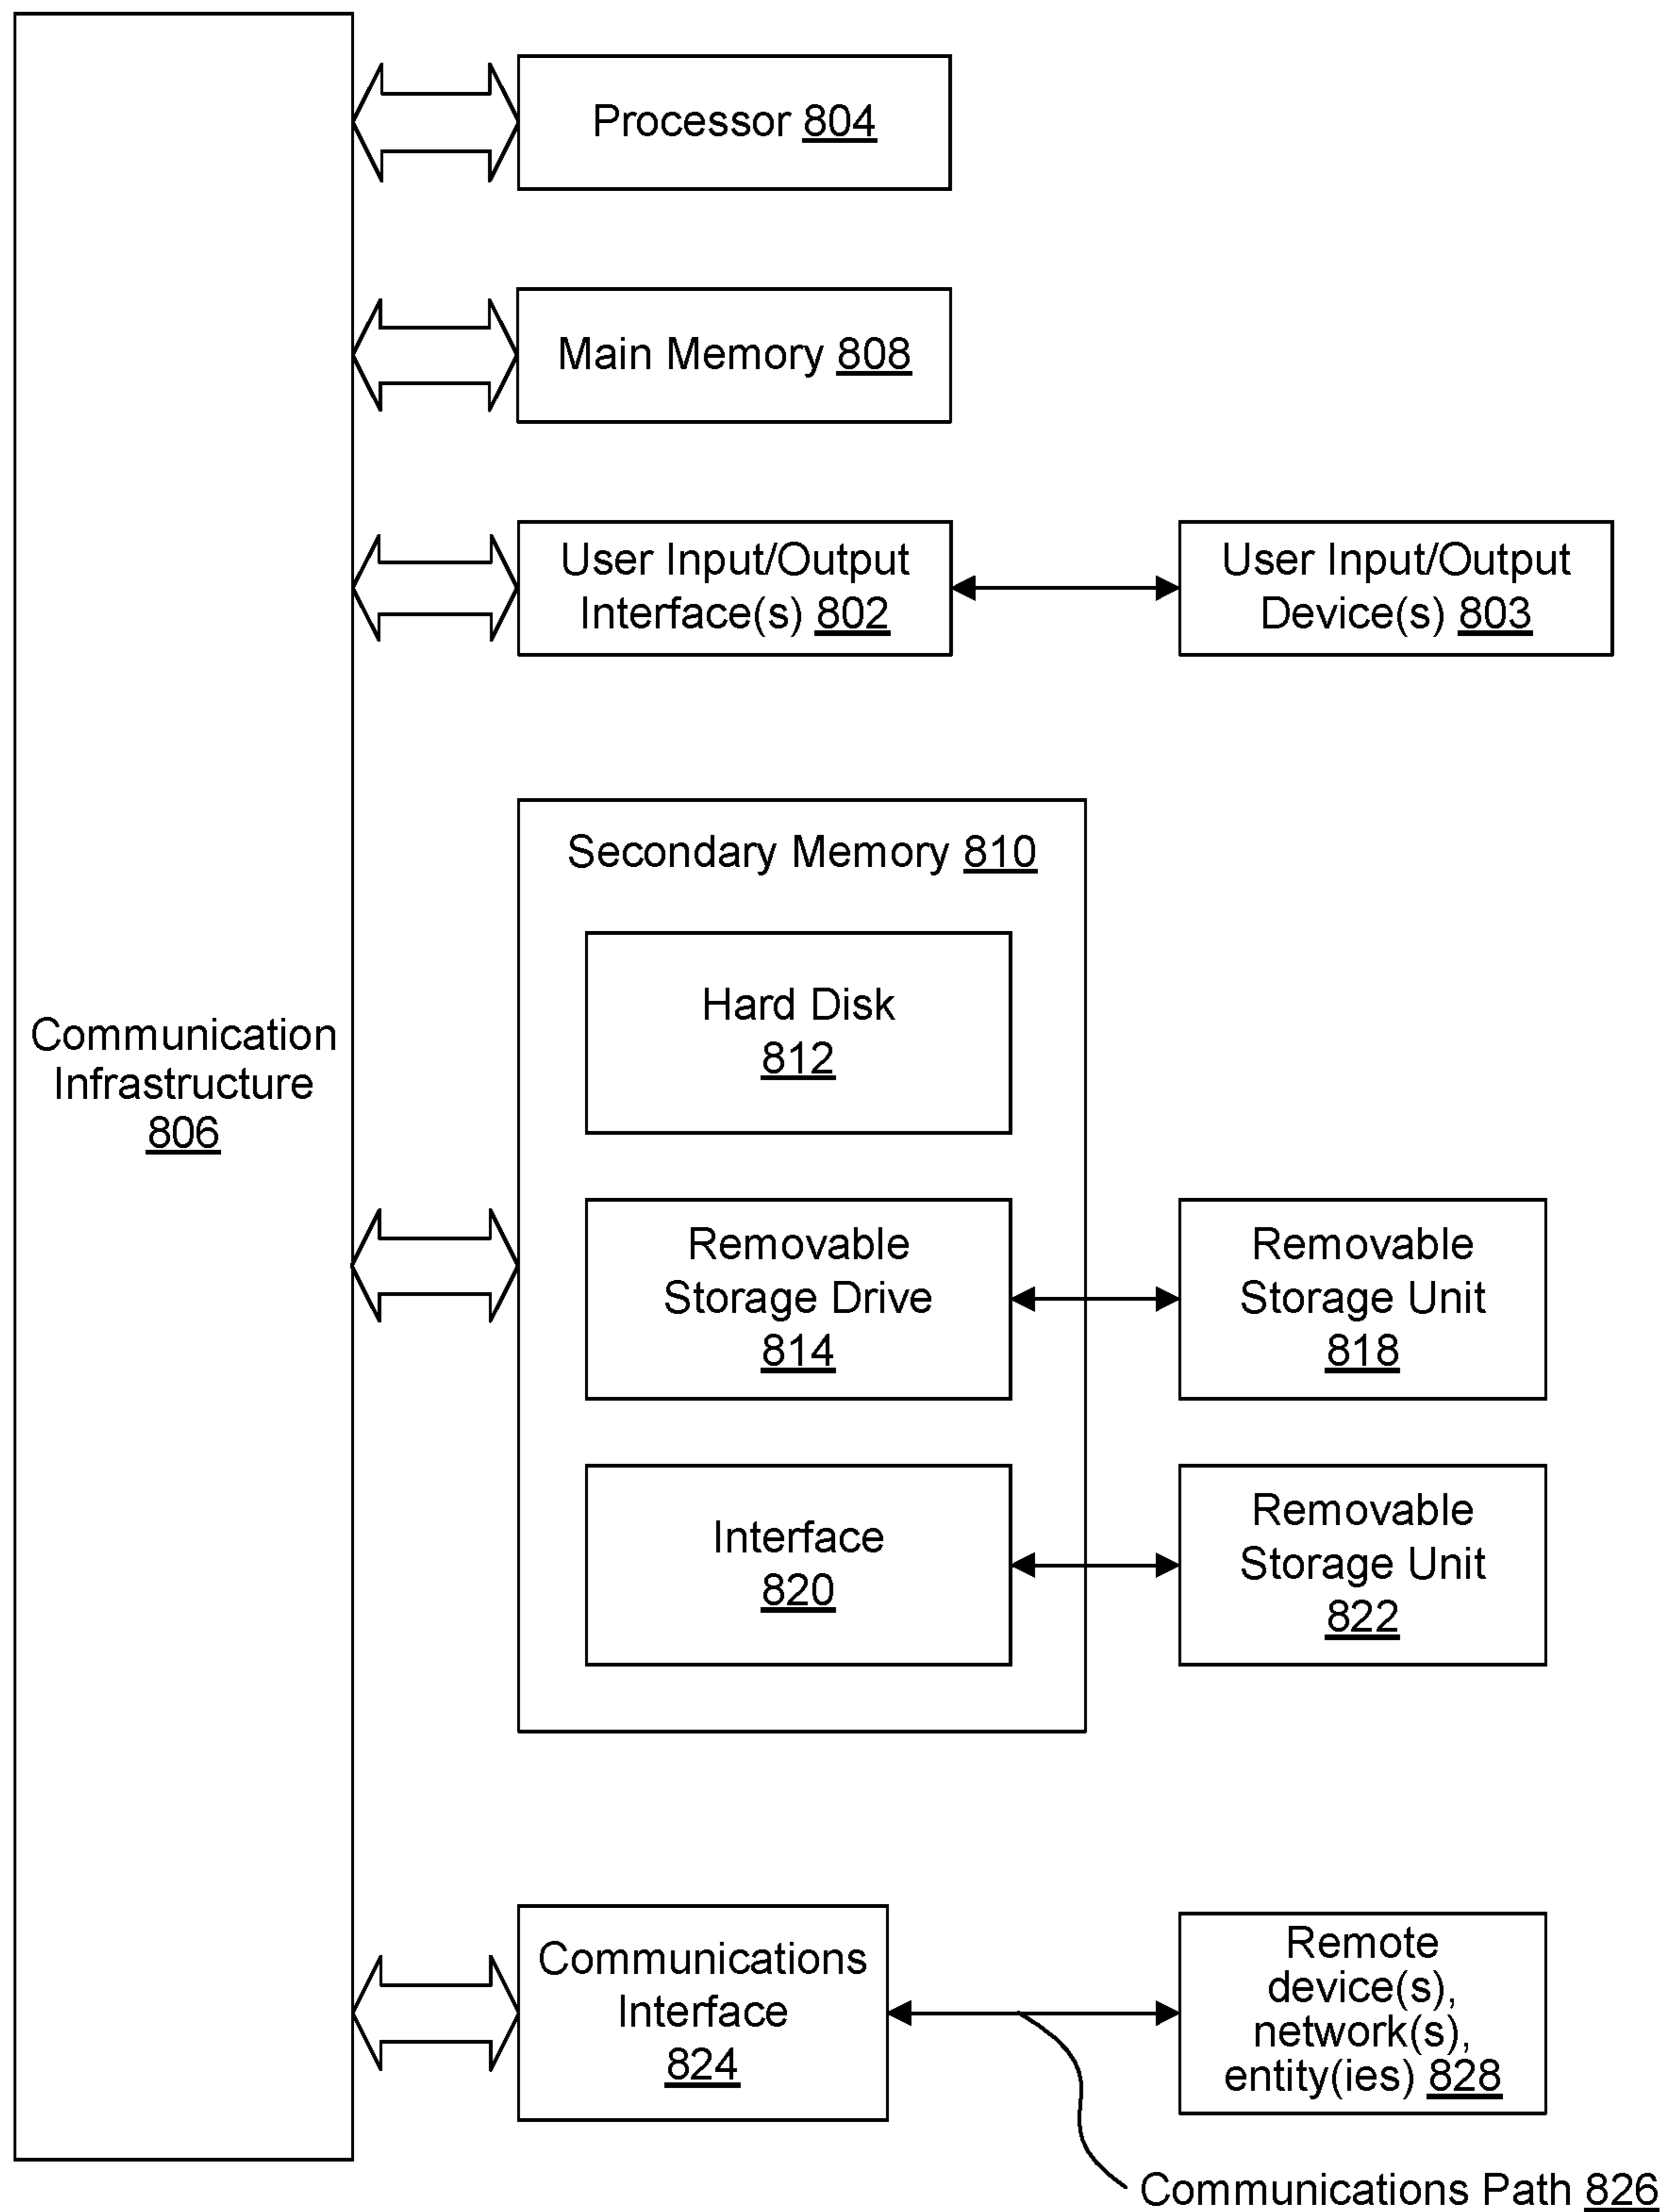 Processor 804
Main Memory 808
User Input/Output
Interface(s) 802
User Input/Output
Device(s) 803
Secondary Memory 810
Hard Disk
812
Communication
Infrastructure
806
Removable
Storage Drive
814
Removable
Storage Unit
818
Interface
820
Removable
Storage Unit
822
Communications
Interface
824
Remote
device(s),
network(s),
entity(ies) 828
Communications Path 826